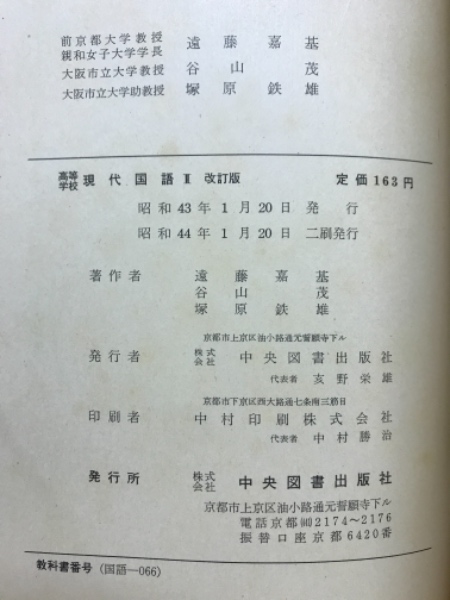 前京都大学教授
親和女子大学学長 遠藤嘉基
大阪市立大学教授 谷山茂
大阪市立大学助教授 塚原鉄雄
高等学校 現代国語Ⅱ 改訂版 定価163円
昭和43年1月20日 発行
昭和44年1月20日 二刷発行
著作者 遠藤嘉基
谷山茂
塚原鉄雄
京都市上京区油小路通元誓願寺下ル
発行者 株式会社 中央図書出版社
代表者 亥野栄雄
京都市下京区西大路通七条南三筋目
印刷者 中村印刷株式会社
代表者 中村勝治
発行所 株式会社 中央図書出版社
京都市上京区油小路通元誓願寺下ル
電話京都 2174〜2176
振替口座京都6420番
教科書番号(国語―066)